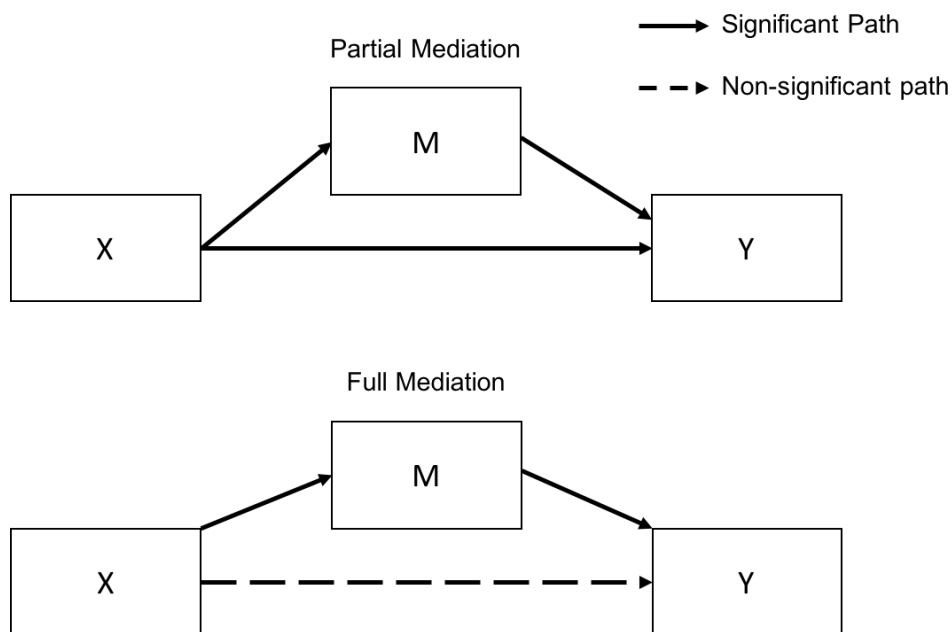 Significant Path
Partial Mediation
Non-significant path
M
X
Y
Full Mediation
M
X
Y